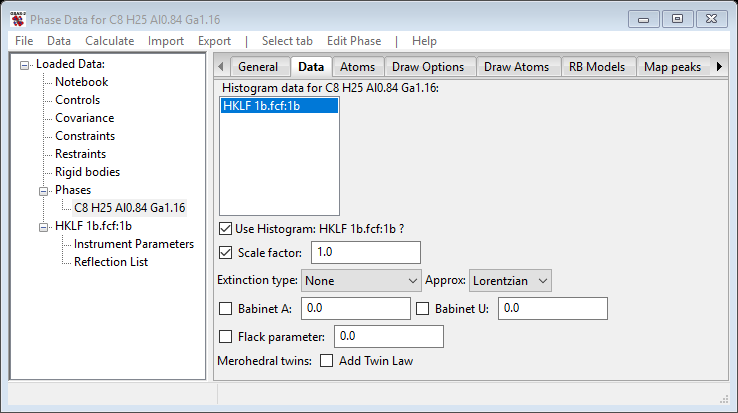 Phase Data for C8 H25 Al0.84 Ga1.16
File Data Calculate Import Export | Select tab Edit Phase | Help
Loaded Data:
Notebook
Controls
Covariance
Constraints
Restraints
Rigid bodies
Phases
C8 H25 Al0.84 Ga1.16
HKLF 1b.fcf:1b
Instrument Parameters
Reflection List
General Data Atoms Draw Options Draw Atoms RB Models Map peaks
Histogram data for C8 H25 Al0.84 Ga1.16:
HKLF 1b.fcf:1b
Use Histogram: HKLF 1b.fcf:1b ?
Scale factor: 1.0
Extinction type: None Approx: Lorentzian
Babinet A: 0.0 Babinet U: 0.0
Flack parameter: 0.0
Merohedral twins: Add Twin Law